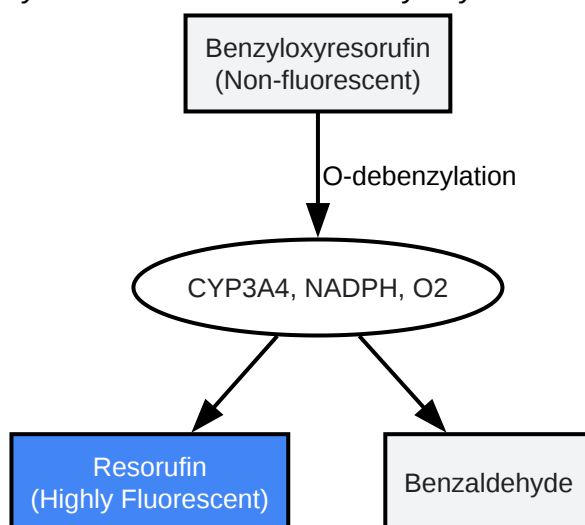 Benzyloxyresorufin
(Non-fluorescent)
O-debenzylation
CYP3A4, NADPH, O2
Resorufin
(Highly Fluorescent)
Benzaldehyde